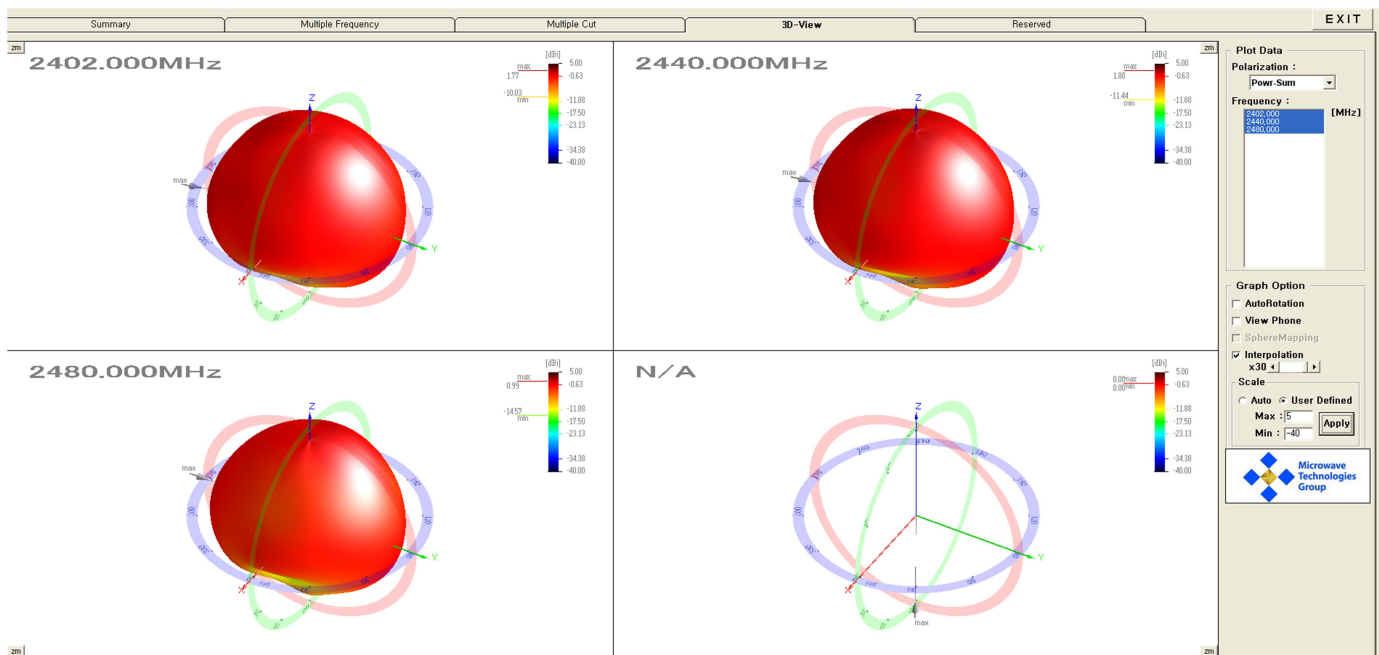 Summary
Multiple Frequency
Multiple Cut
3D-View
Reserved
EXIT
zm
2402.000MHz
[dBi]
max
1.77
-10.03
min
5.00
-0.63
-11.88
-17.50
-23.13
-34.38
-40.00
Z
max
X
Y
zm
2440.000MHz
[dBi]
max
1.80
-11.44
min
5.00
-0.63
-11.88
-17.50
-23.13
-34.38
-40.00
Z
max
X
Y
2480.000MHz
[dBi]
max
0.99
-14.57
min
5.00
-0.63
-11.88
-17.50
-23.13
-34.38
-40.00
Z
max
X
Y
zm
N/A
[dBi]
max
0.00
0.00
min
5.00
-0.63
-11.88
-17.50
-23.13
-34.38
-40.00
Z
X
Y
max
zm
Plot Data
Polarization :
Powr-Sum
Frequency :
2402,000
2440,000
2480,000
[MHz]
Graph Option
AutoRotation
View Phone
SphereMapping
Interpolation
x30
Scale
Auto
User Defined
Max : 5
Min : -40
Apply
Microwave
Technologies
Group